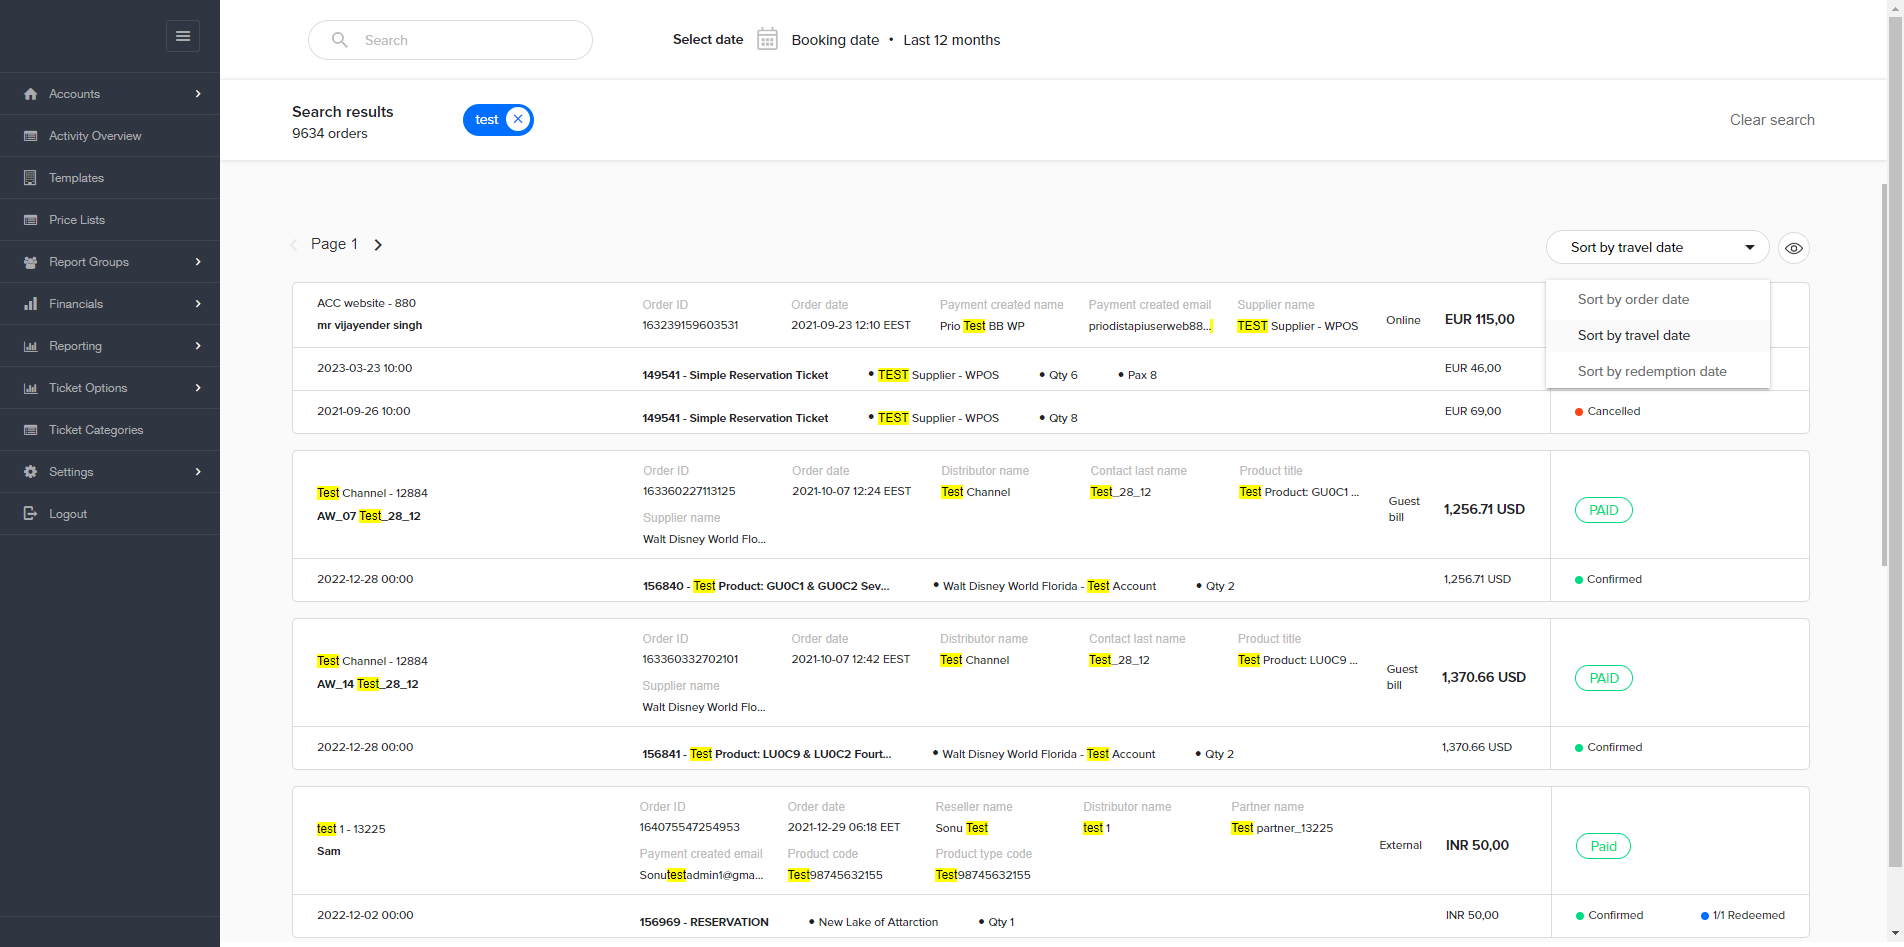 Search
Select date Booking date • Last 12 months
Accounts
Activity Overview
Templates
Price Lists
Report Groups
Financials
Reporting
Ticket Options
Ticket Categories
Settings
Logout
Search results
9634 orders
test
Clear search
Page 1
Sort by travel date
Sort by order date
Sort by travel date
Sort by redemption date
ACC website - 880
mr vijayender singh
Order ID Order date Payment created name Payment created email Supplier name
163239159603531 2021-09-23 12:10 EEST Prio Test BB WP priodistapiuserweb88... TEST Supplier - WPOS
Online EUR 115,00
2023-03-23 10:00 149541 - Simple Reservation Ticket • TEST Supplier - WPOS • Qty 6 • Pax 8 EUR 46,00
2021-09-26 10:00 149541 - Simple Reservation Ticket • TEST Supplier - WPOS • Qty 8 EUR 69,00 Cancelled
Test Channel - 12884
AW_07 Test_28_12
Order ID Order date Distributor name Contact last name Product title
163360227113125 2021-10-07 12:24 EEST Test Channel Test_28_12 Test Product: GU0C1 ...
Supplier name
Walt Disney World Flo...
Guest
bill
1,256.71 USD PAID
2022-12-28 00:00 156840 - Test Product: GU0C1 & GU0C2 Sev... • Walt Disney World Florida - Test Account • Qty 2 1,256.71 USD Confirmed
Test Channel - 12884
AW_14 Test_28_12
Order ID Order date Distributor name Contact last name Product title
163360332702101 2021-10-07 12:42 EEST Test Channel Test_28_12 Test Product: LU0C9 ...
Supplier name
Walt Disney World Flo...
Guest
bill
1,370.66 USD PAID
2022-12-28 00:00 156841 - Test Product: LU0C9 & LU0C2 Fourt... • Walt Disney World Florida - Test Account • Qty 2 1,370.66 USD Confirmed
test 1 - 13225
Sam
Order ID Order date Reseller name Distributor name Partner name
164075547254953 2021-12-29 06:18 EET Sonu Test test 1 Test partner_13225
Payment created email Product code Product type code
Sonutestadmin1@gma... Test98745632155 Test98745632155
External INR 50,00 Paid
2022-12-02 00:00 156969 - RESERVATION • New Lake of Attarction • Qty 1 INR 50,00 Confirmed 1/1 Redeemed